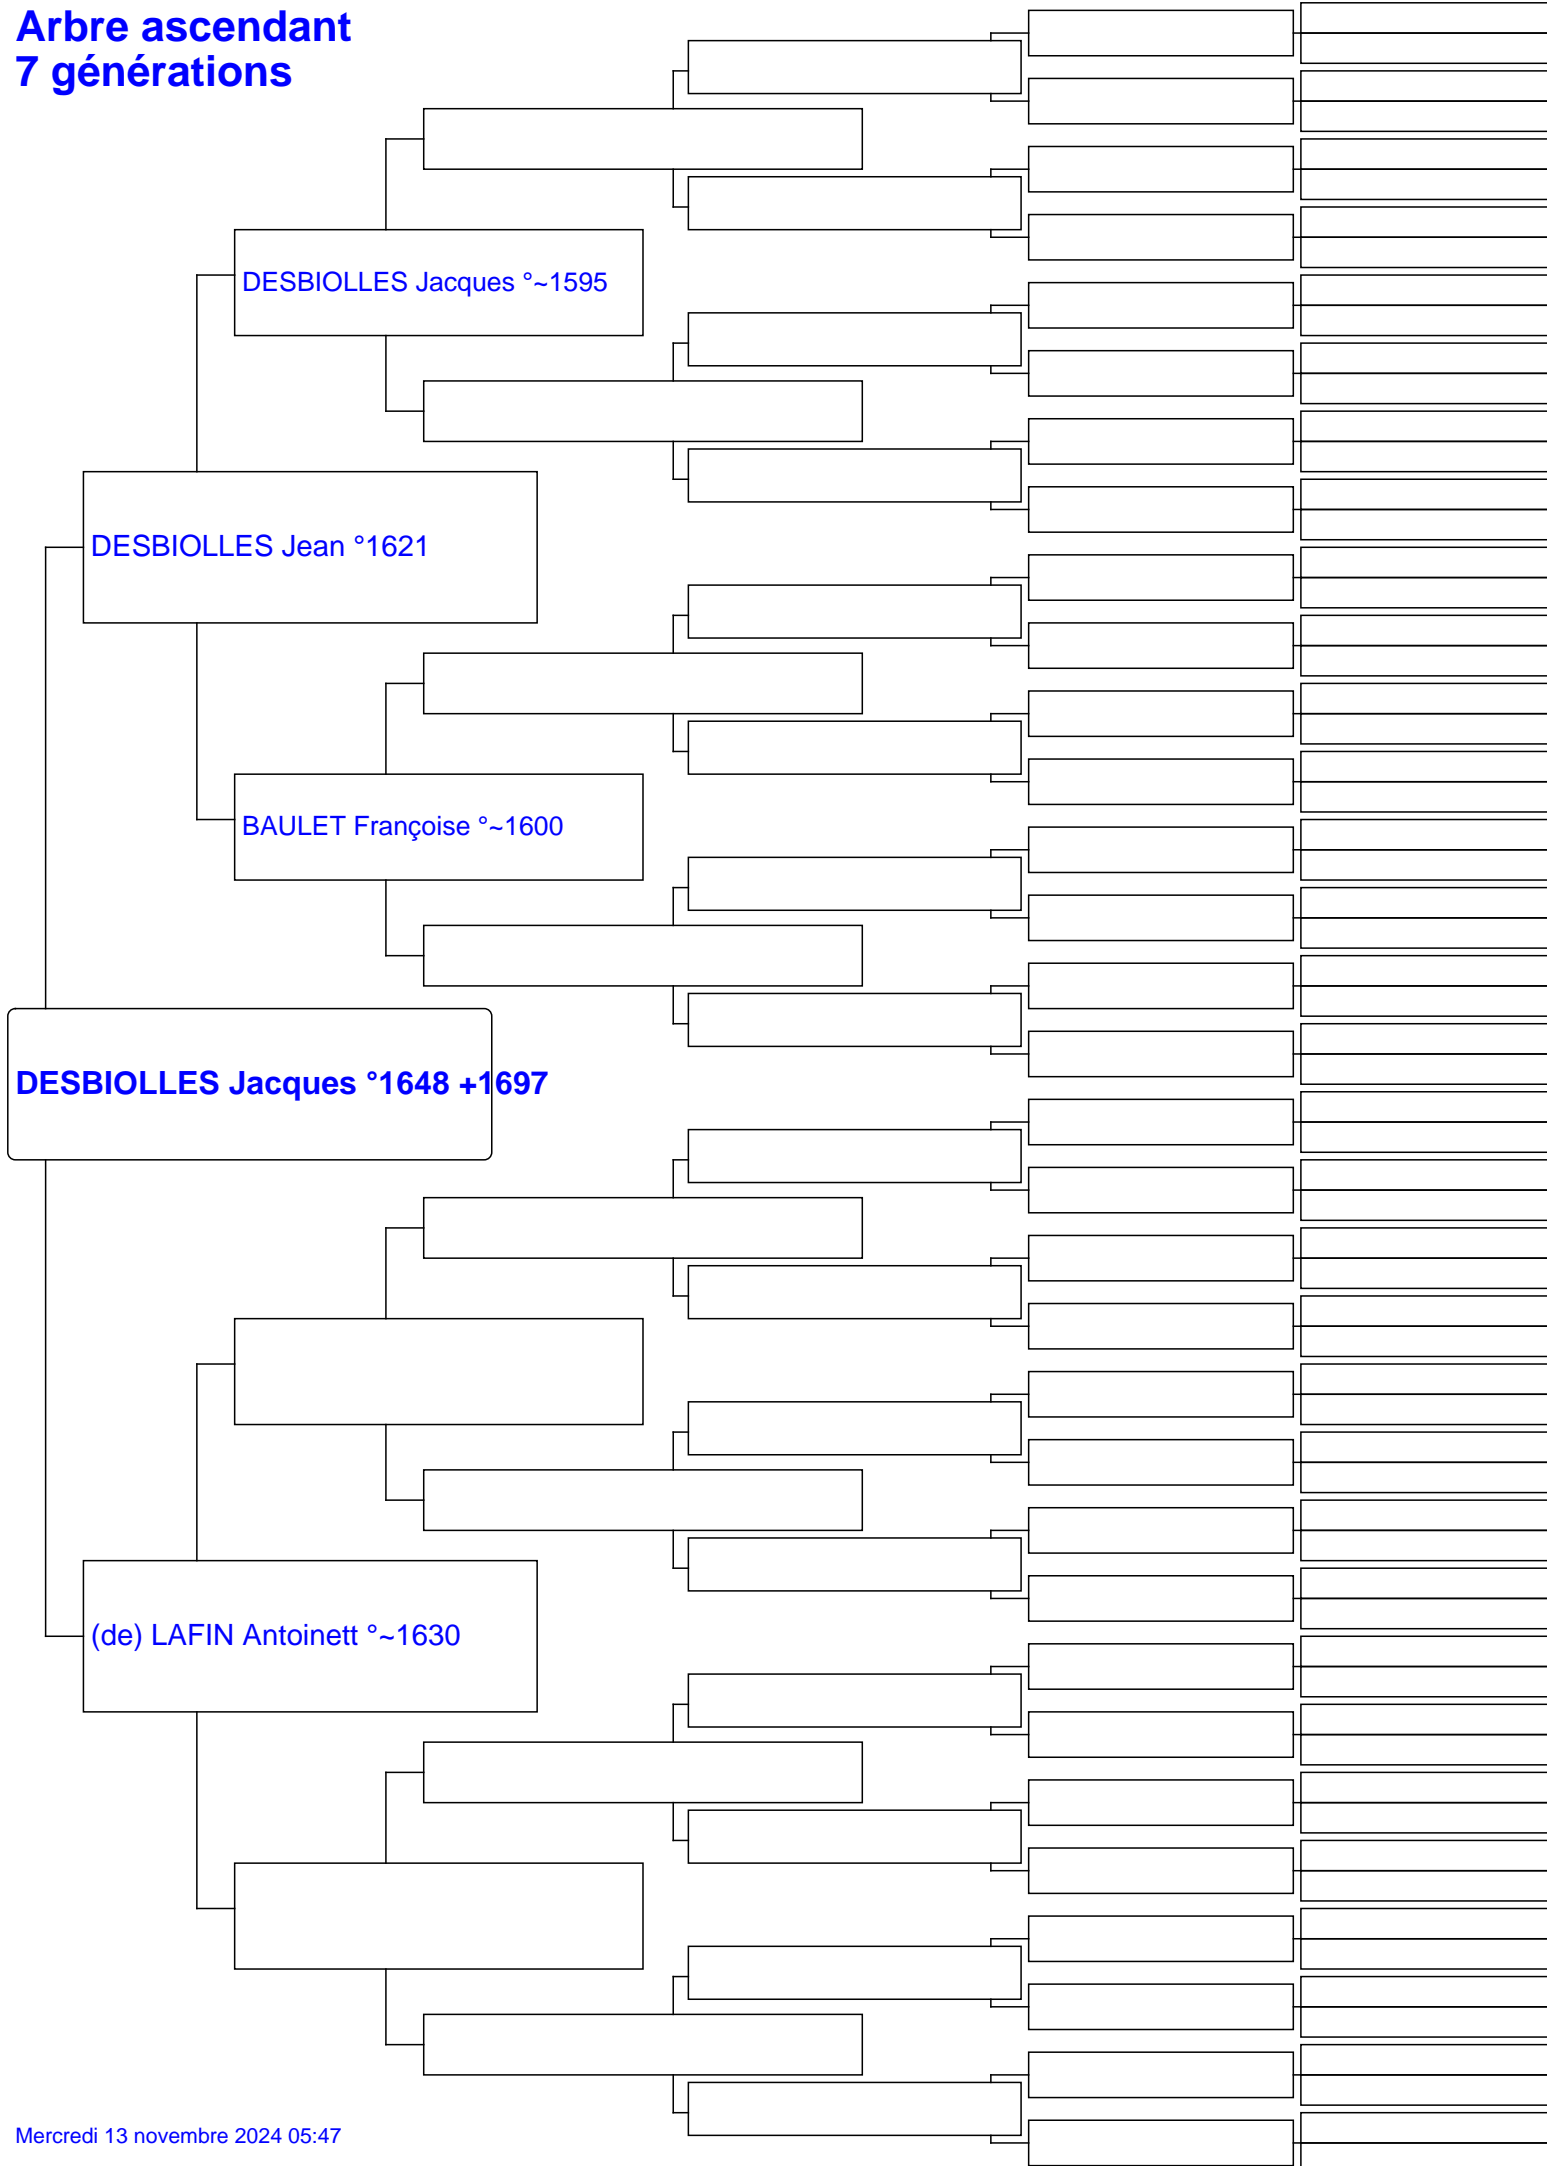 Arbre ascendant
7 générations
DESBIOLLES Jacques °~1595
DESBIOLLES Jean °1621
BAULET Françoise °~1600
DESBIOLLES Jacques °1648 +1697
(de) LAFIN Antoinett °~1630
Mercredi 13 novembre 2024 05:47